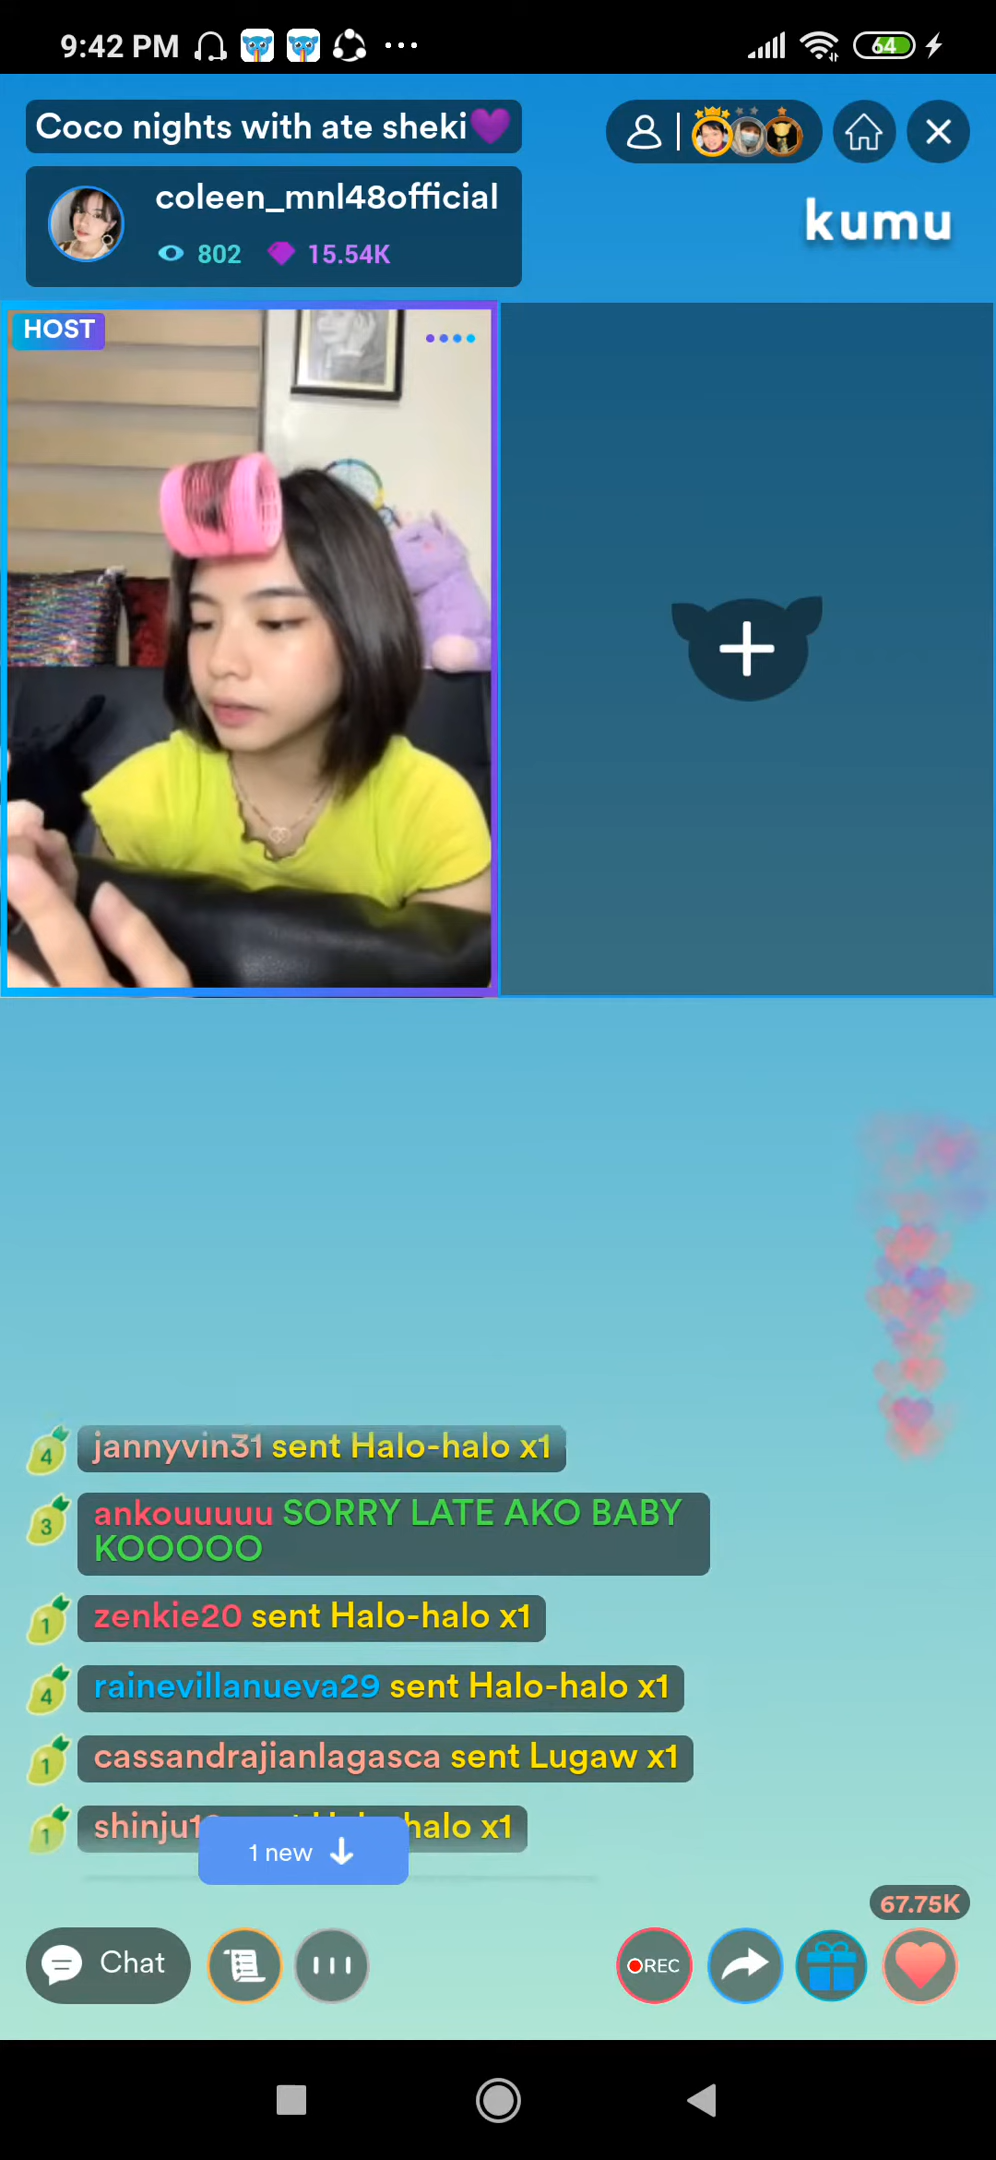 9:42 PM
64
Coco nights with ate sheki
coleen_mnl48official
802 15.54K
kumu
HOST
jannyvin31 sent Halo-halo x1
4
ankouuuuu SORRY LATE AKO BABY
KOOOOO
3
zenkie20 sent Halo-halo x1
1
rainevillanueva29 sent Halo-halo x1
4
cassandrajianlagasca sent Lugaw x1
1
halo x1
1
1 new
67.75K
Chat
REC